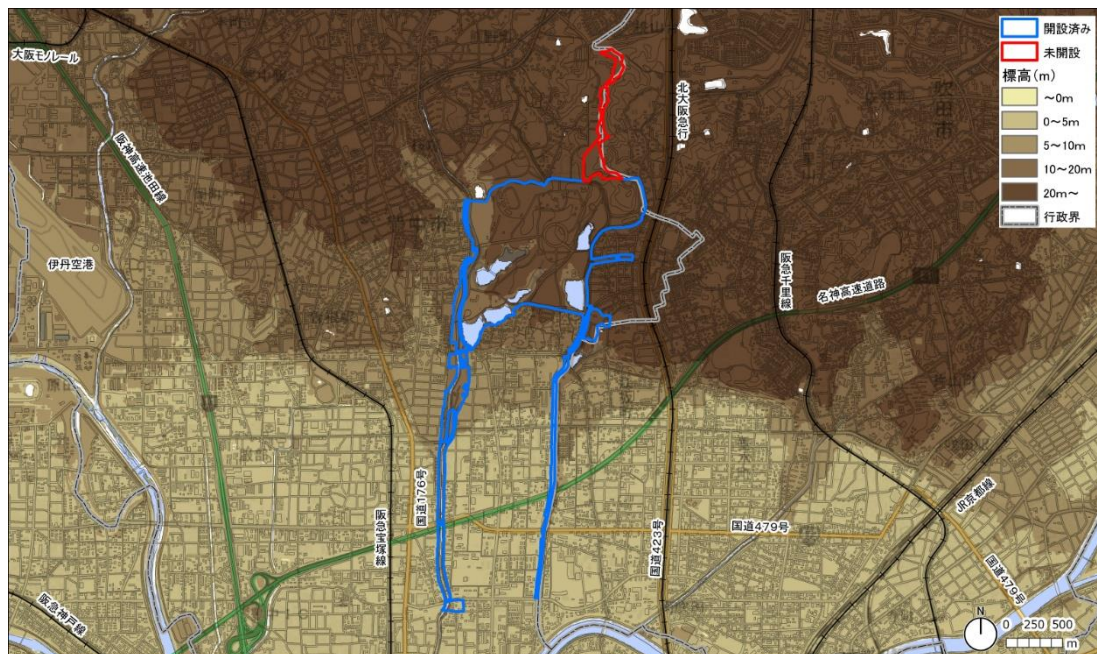 大阪モノレール
阪神高速池田線
伊丹空港
北大阪急行
吹田市
阪急千里線
名神高速道路
国道176号
阪急宝塚線
国道423号
国道479号
JR京都線
国道479号
阪急神戸線
開設済み
未開設
標高(m)
～0m
0～5m
5～10m
10～20m
20m～
行政界
N
0 250 500
m